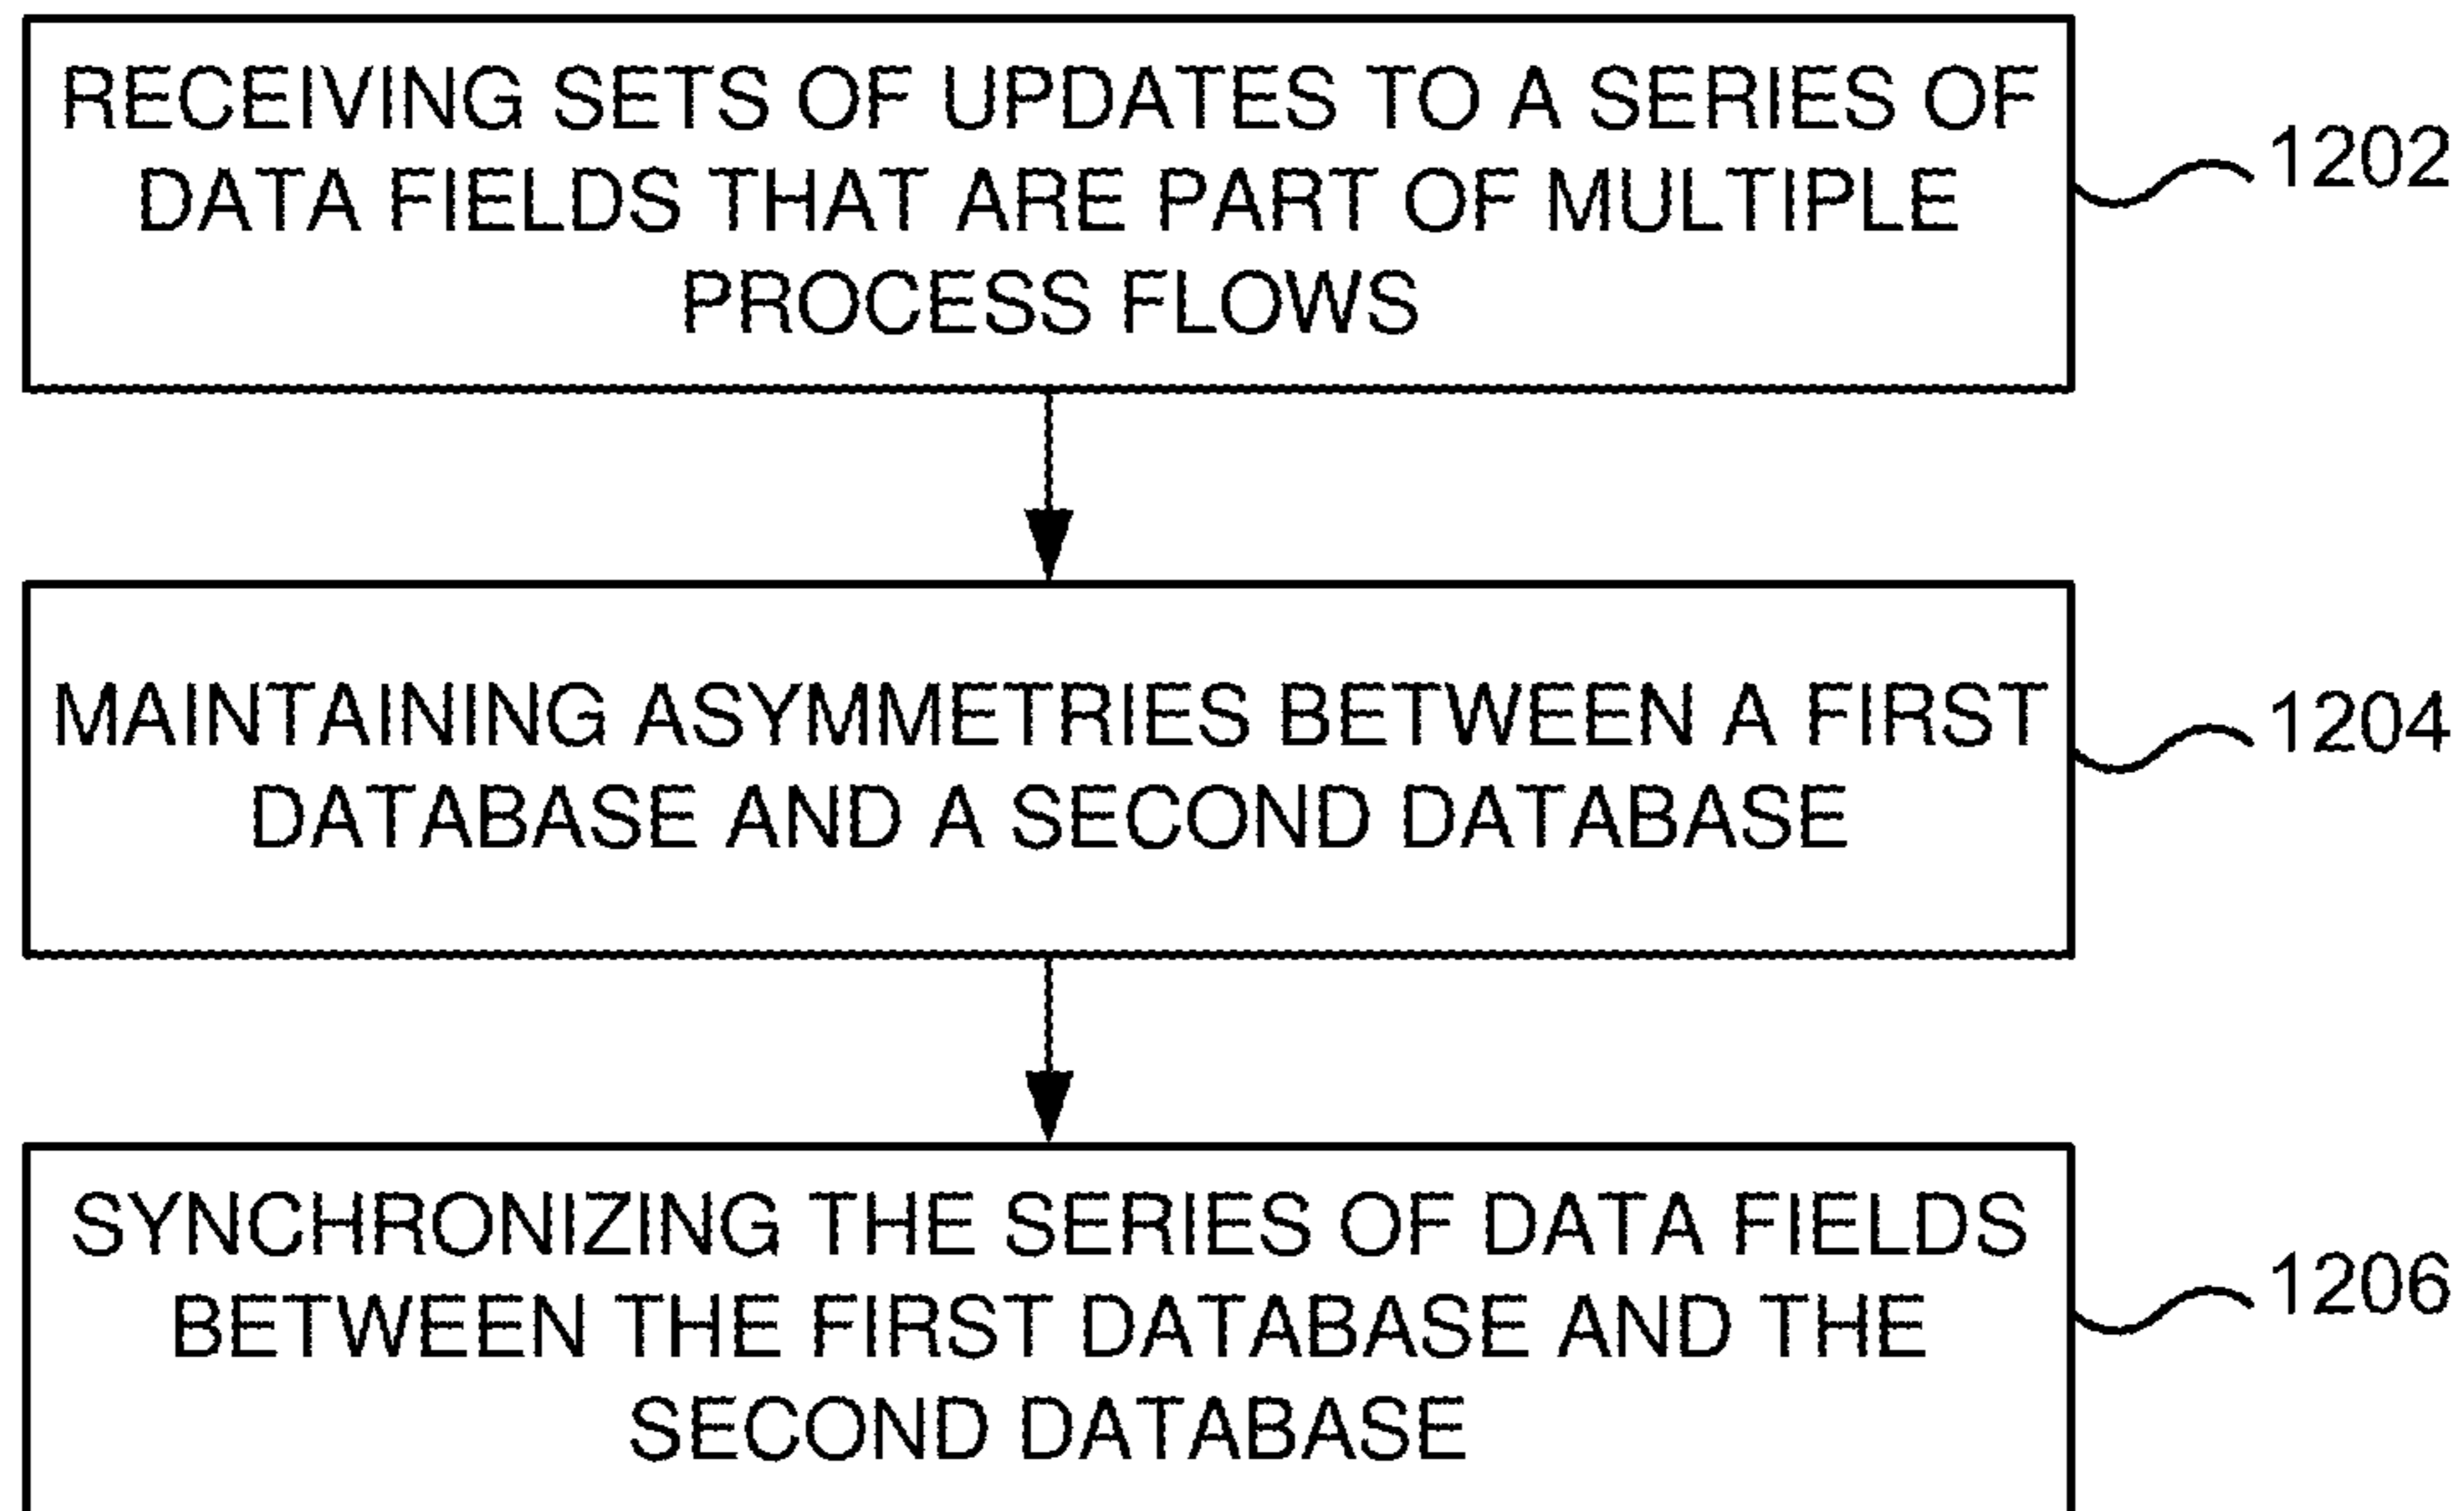 RECEIVING SETS OF UPDATES TO A SERIES OF
DATA FIELDS THAT ARE PART OF MULTIPLE
PROCESS FLOWS
1202
MAINTAINING ASYMMETRIES BETWEEN A FIRST
DATABASE AND A SECOND DATABASE
1204
SYNCHRONIZING THE SERIES OF DATA FIELDS
BETWEEN THE FIRST DATABASE AND THE
SECOND DATABASE
1206